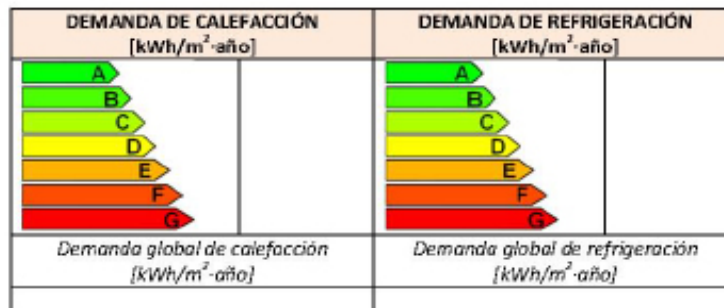 DEMANDA DE CALEFACCIÓN
[kWh/m²·año]
DEMANDA DE REFRIGERACIÓN
[kWh/m²·año]
A
B
C
D
E
F
G
A
B
C
D
E
F
G
Demanda global de calefacción
[kWh/m²·año]
Demanda global de refrigeración
[kWh/m²·año]